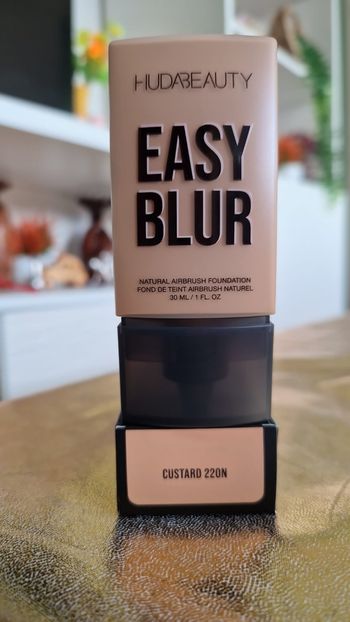 HUDABEAUTY
EASY
BLUR
NATURAL AIRBRUSH FOUNDATION
FOND DE TEINT AIRBRUSH NATUREL
30 ML / 1 FL. OZ
CUSTARD 220N